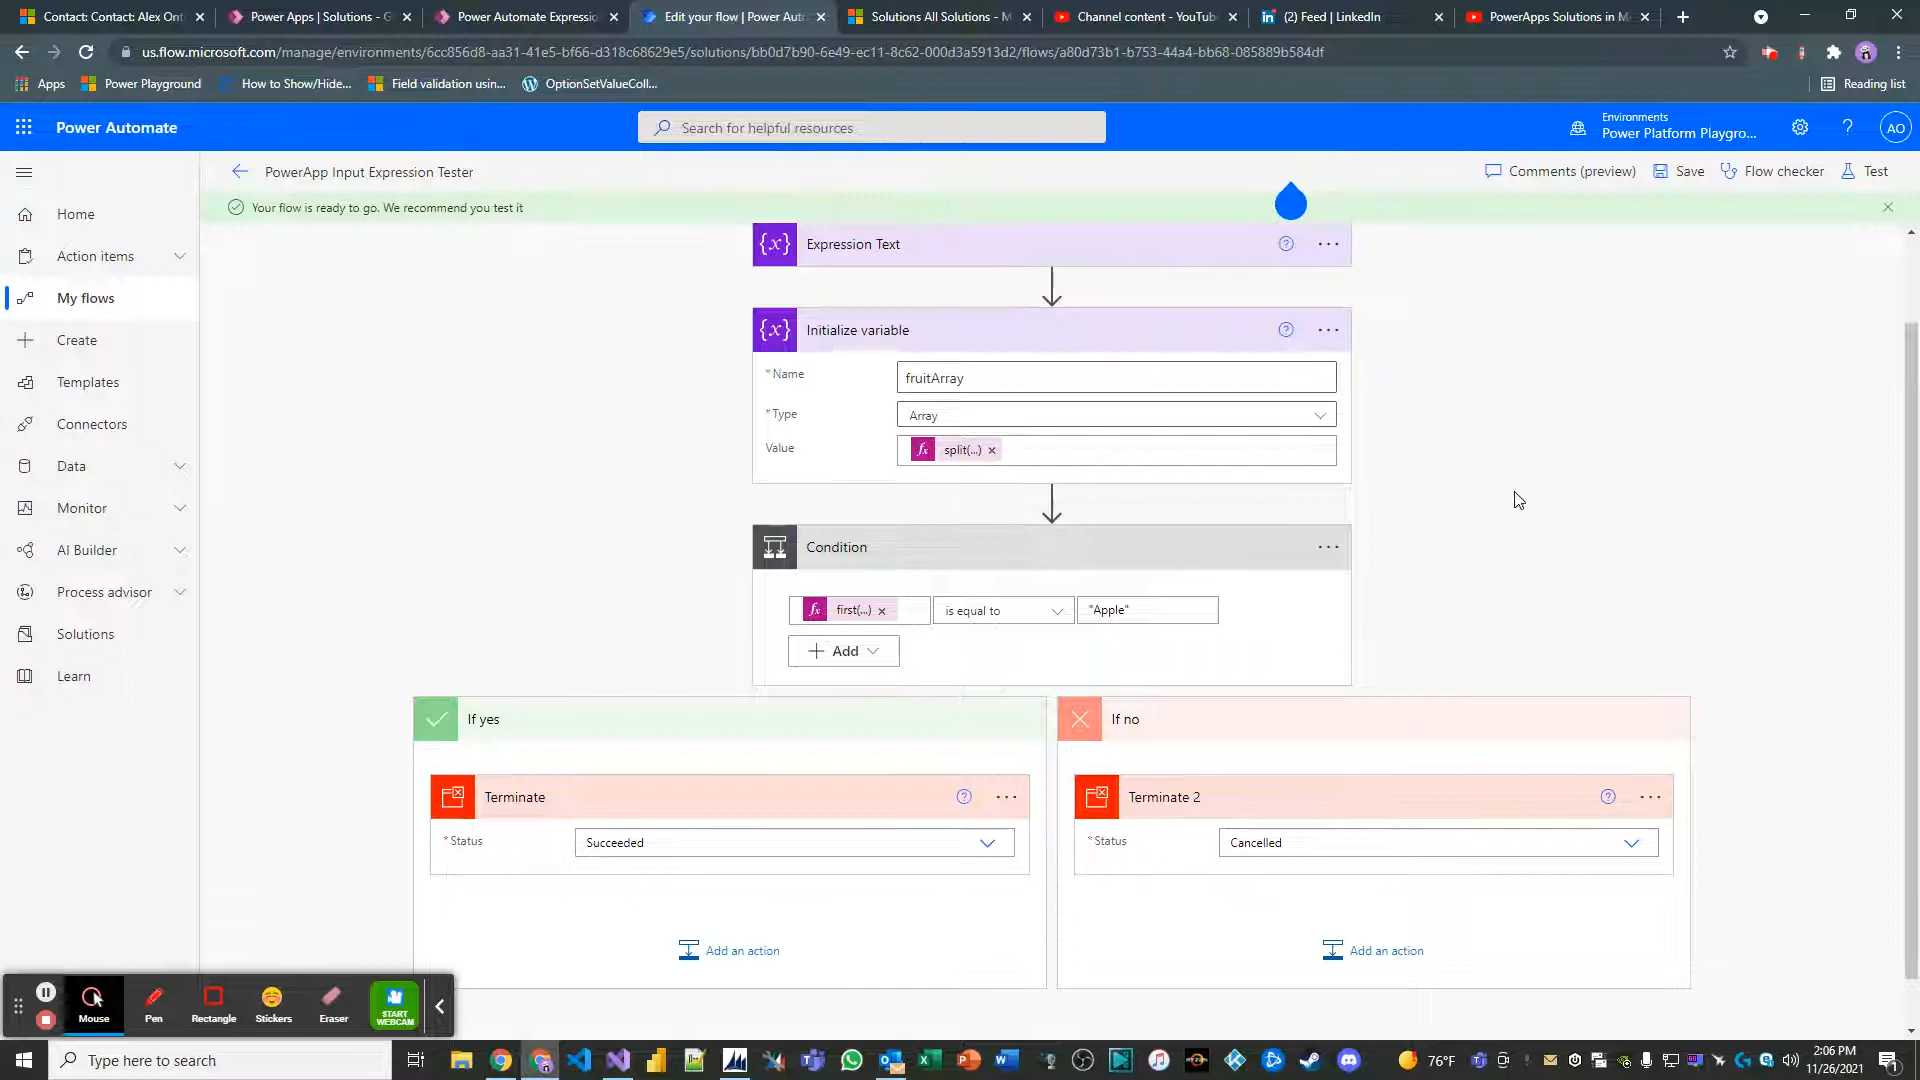 Contact: Contact: Alex Ont
Power Apps | Solutions - G
Power Automate Expressio
Edit your flow | Power Aut
Solutions All Solutions - M
Channel content - YouTub
(2) Feed | LinkedIn
PowerApps Solutions in M
us.flow.microsoft.com/manage/environments/6cc856d8-aa31-41e5-bf66-d318c68629e5/solutions/bb0d7b90-6e49-ec11-8c62-000d3a5913d2/flows/a80d73b1-b753-44a4-bb68-085889b584df
Apps
Power Playground
How to Show/Hide...
Field validation usin...
OptionSetValueColl...
Reading list
Power Automate
Search for helpful resources
Environments
Power Platform Playgro...
AO
PowerApp Input Expression Tester
Comments (preview)
Save
Flow checker
Test
Your flow is ready to go. We recommend you test it
Home
Action items
My flows
Create
Templates
Connectors
Data
Monitor
AI Builder
Process advisor
Solutions
Learn
{x} Expression Text
{x} Initialize variable
* Name
fruitArray
* Type
Array
Value
fx split(...) ×
Condition
fx first(...) ×
is equal to
"Apple"
+ Add
If yes
Terminate
* Status
Succeeded
Add an action
If no
Terminate 2
* Status
Cancelled
Add an action
Mouse
Pen
Rectangle
Stickers
Eraser
START
WEBCAM
Type here to search
76°F
2:06 PM
11/26/2021